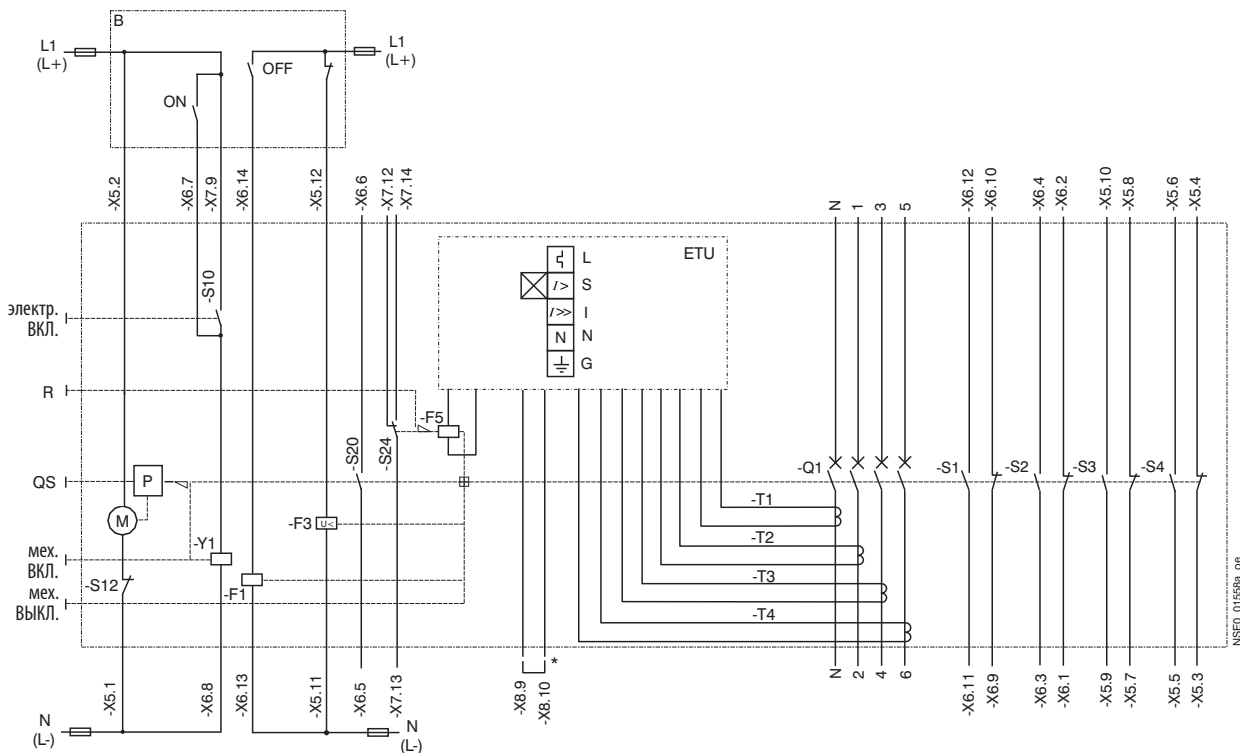 B
L1
(L+)
L1
(L+)
OFF
ON
-X5.2
-X6.7
-X7.9
-X6.14
-X5.12
-X6.6
-X7.12
-X7.14
N
1
3
5
-X6.12
-X6.10
-X6.4
-X6.2
-X5.10
-X5.8
-X5.6
-X5.4
ETU
L
I> S
I>> I
N N
G
-S10
электр.
ВКЛ.
R
-F5
-S20
-S24
QS
P
-Q1
-S1
-S2
-S3
-S4
M
-T1
-F3
U<
-T2
мех.
ВКЛ.
-Y1
-S12
-F1
-T3
мех.
ВЫКЛ.
-T4
NSE0_01558a_ge
*
-X5.1
-X6.8
-X6.13
-X5.11
-X6.5
-X7.13
-X8.9
-X8.10
N
2
4
6
-X6.11
-X6.9
-X6.3
-X6.1
-X5.9
-X5.7
-X5.5
-X5.3
N
(L-)
N
(L-)